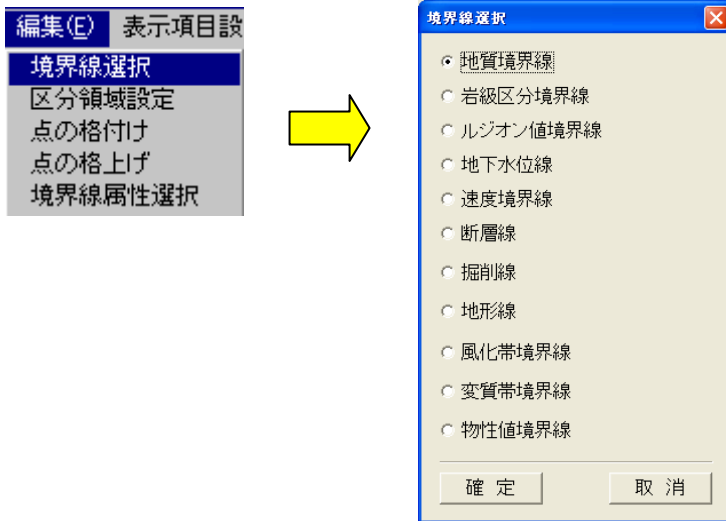 編集(E) 表示項目設
境界線選択
区分領域設定
点の格付け
点の格上げ
境界線属性選択
境界線選択
地質境界線
岩級区分境界線
ルジオン値境界線
地下水位線
速度境界線
断層線
掘削線
地形線
風化帯境界線
変質帯境界線
物性値境界線
確 定 取 消